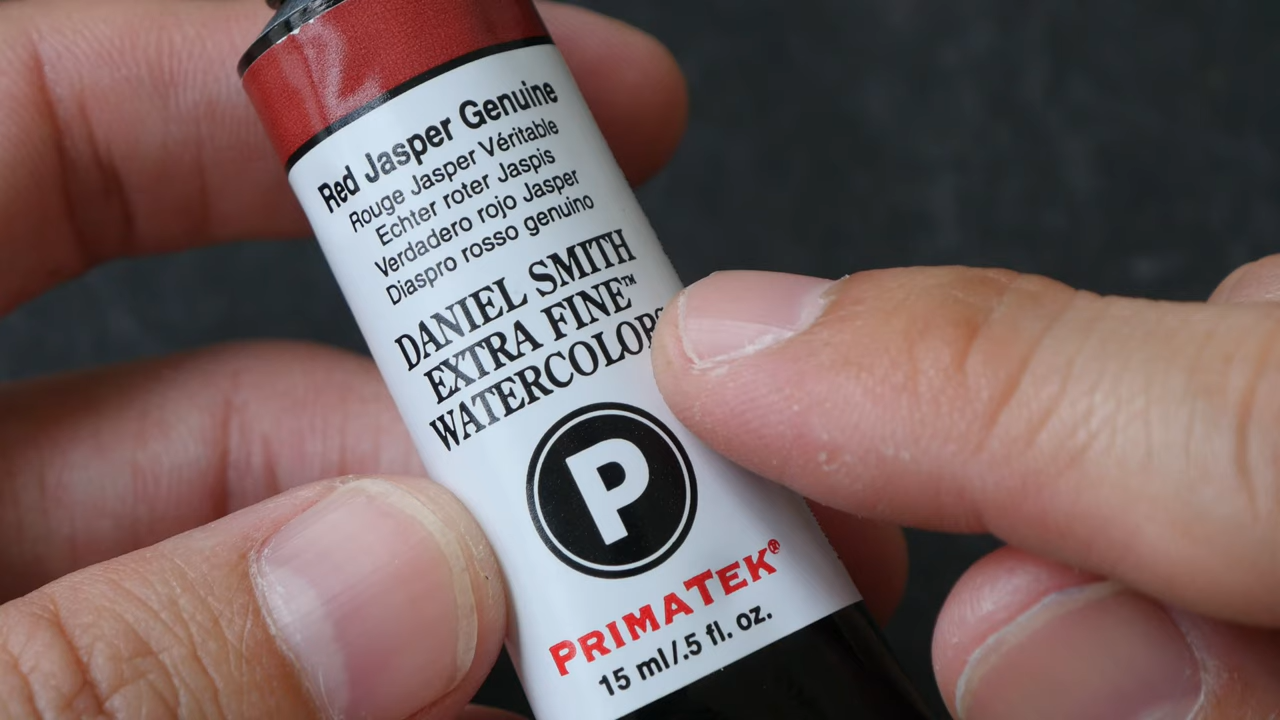 Red Jasper Genuine
Rouge Jasper Véritable
Echter roter Jaspis
Verdadero rojo Jasper
Diaspro rosso genuino
DANIEL SMITH
EXTRA FINE™
WATERCOLOR
P
PRIMATEK®
15 ml/.5 fl. oz.